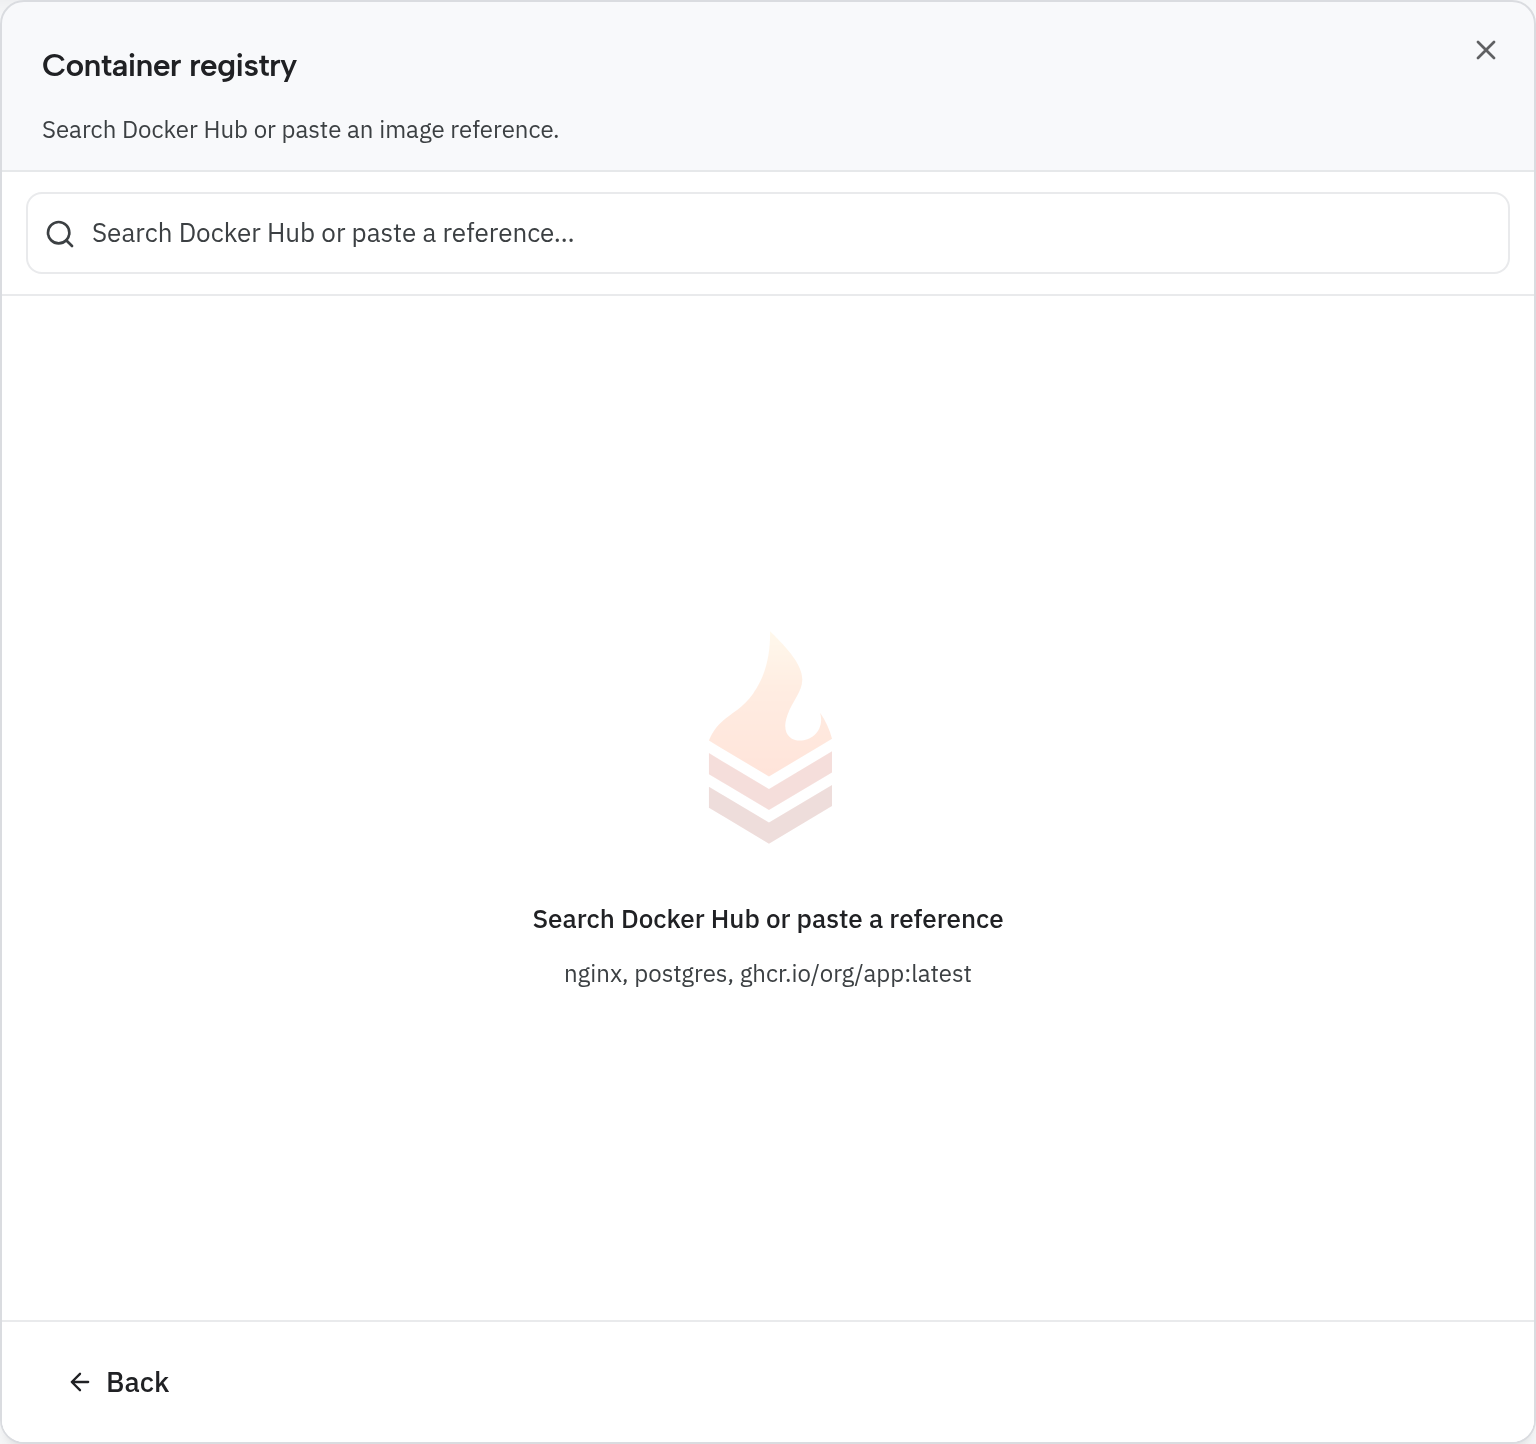 Container registry
Search Docker Hub or paste an image reference.
Search Docker Hub or paste a reference...
Search Docker Hub or paste a reference
nginx, postgres, ghcr.io/org/app:latest
Back